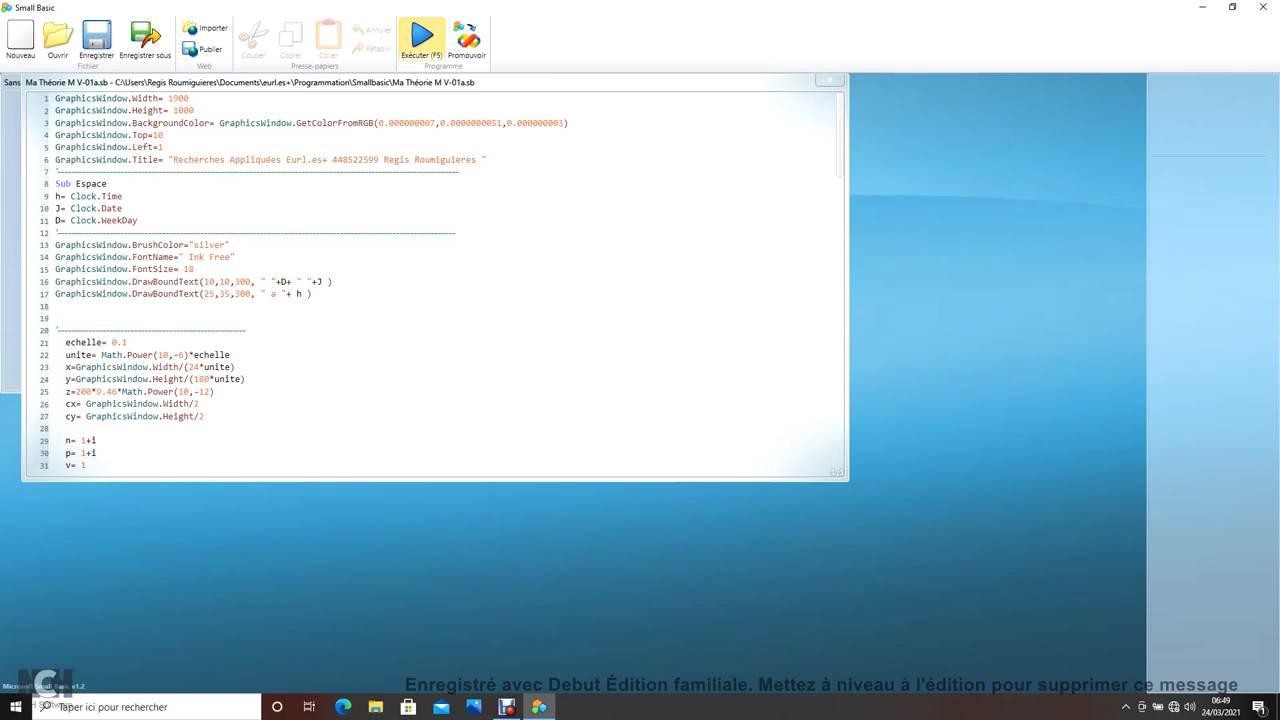 Small Basic
Nouveau
Ouvrir
Enregistrer
Enregistrer sous
Fichier
Importer
Publier
Web
Couper
Copier
Coller
Annuler
Rétablir
Presse-papiers
Exécuter (F5)
Promouvoir
Programme
Sans
Ma Théorie M V-01a.sb - C:\Users\Regis Roumiguieres\Documents\eurl.es+\Programmation\Smallbasic\Ma Théorie M V-01a.sb
1 GraphicsWindow.Width= 1900
2 GraphicsWindow.Height= 1000
3 GraphicsWindow.BackgroundColor= GraphicsWindow.GetColorFromRGB(0.000000007,0.0000000051,0.000000003)
4 GraphicsWindow.Top=10
5 GraphicsWindow.Left=1
6 GraphicsWindow.Title= "Recherches Appliquées Eurl.es+ 448522599 Regis Roumiguieres "
7 '---------------------------------------------------------------------------------------------------
8 Sub Espace
9 h= Clock.Time
10 J= Clock.Date
11 D= Clock.WeekDay
12 '--------------------------------------------------------------------------------------------------
13 GraphicsWindow.BrushColor="silver"
14 GraphicsWindow.FontName=" Ink Free"
15 GraphicsWindow.FontSize= 18
16 GraphicsWindow.DrawBoundText(10,10,300, " "+D+ " "+J )
17 GraphicsWindow.DrawBoundText(25,35,300, " a "+ h )
18
19
20 '----------------------------------------------
21 echelle= 0.1
22 unite= Math.Power(10,-6)*echelle
23 x=GraphicsWindow.Width/(24*unite)
24 y=GraphicsWindow.Height/(180*unite)
25 z=200*9.46*Math.Power(10,-12)
26 cx= GraphicsWindow.Width/2
27 cy= GraphicsWindow.Height/2
28
29 n= 1+i
30 p= 1+i
31 v= 1
1,1
Microsoft Small Basic v1.2
Enregistré avec Debut Édition familiale. Mettez à niveau à l'édition pour supprimer ce message
Taper ici pour rechercher
06:49
24/03/2021